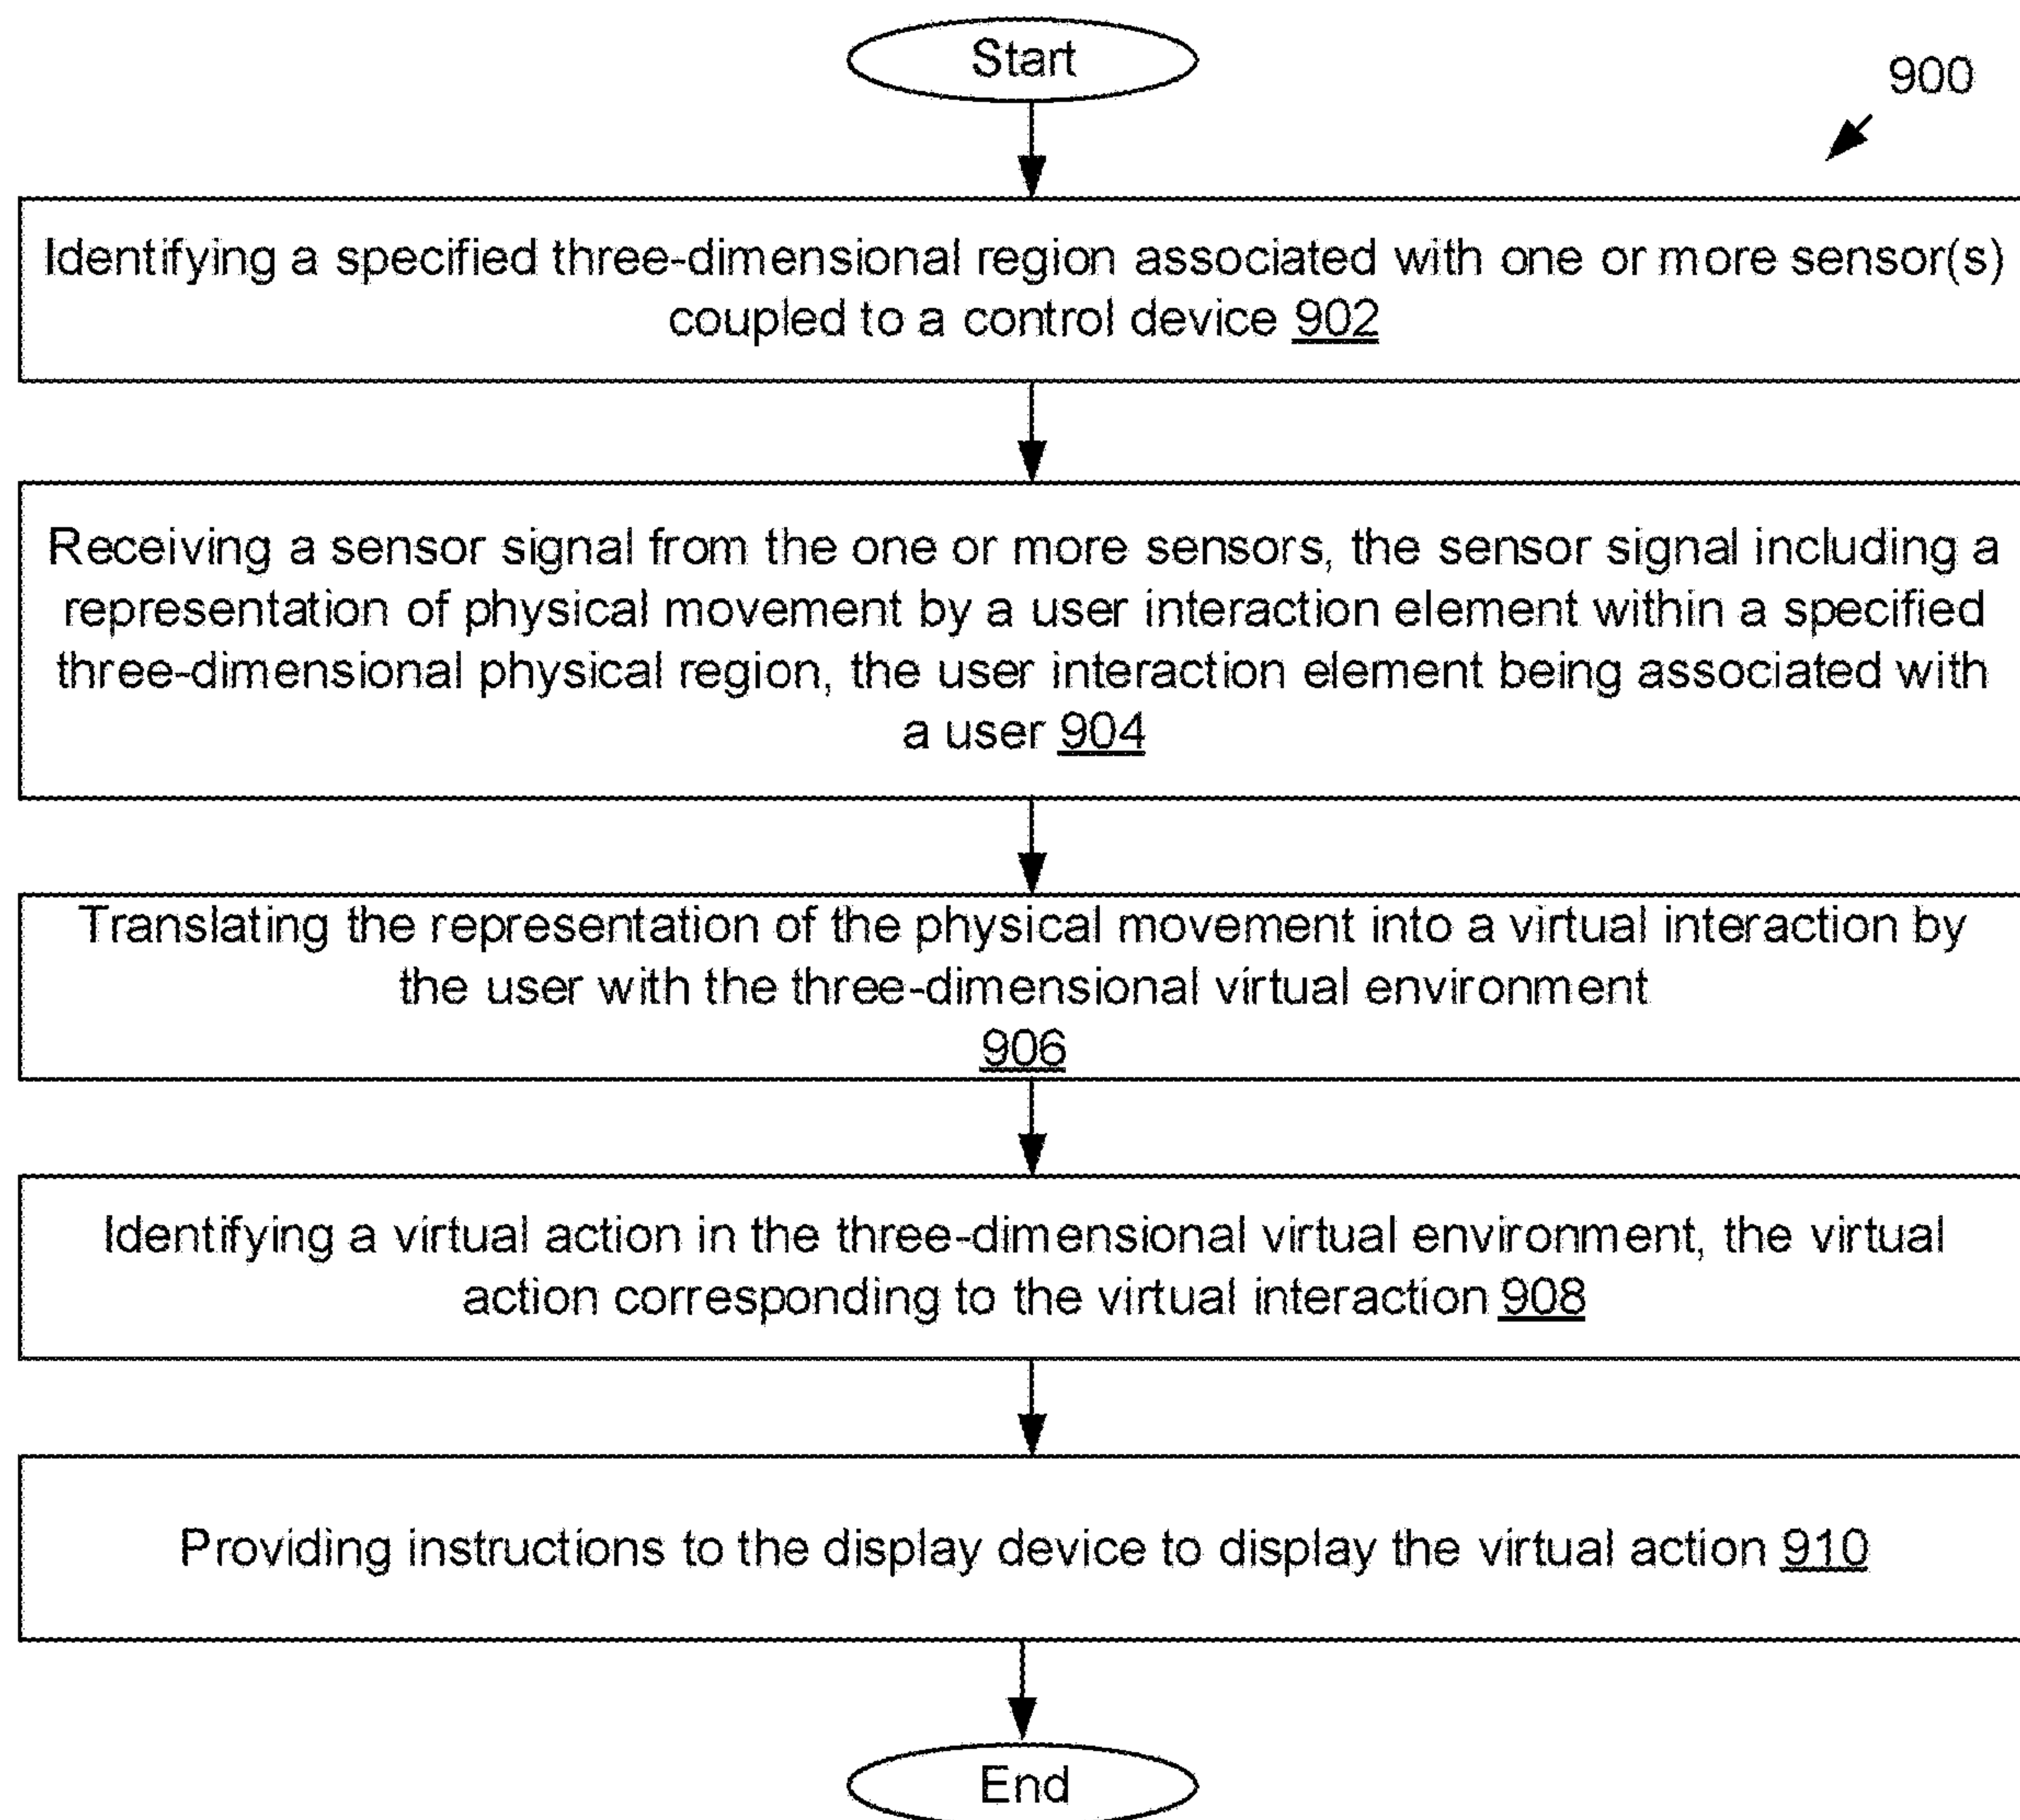 Start
900
Identifying a specified three-dimensional region associated with one or more sensor(s)
coupled to a control device 902
Receiving a sensor signal from the one or more sensors, the sensor signal including a
representation of physical movement by a user interaction element within a specified
three-dimensional physical region, the user interaction element being associated with
a user 904
Translating the representation of the physical movement into a virtual interaction by
the user with the three-dimensional virtual environment
906
Identifying a virtual action in the three-dimensional virtual environment, the virtual
action corresponding to the virtual interaction 908
Providing instructions to the display device to display the virtual action 910
End